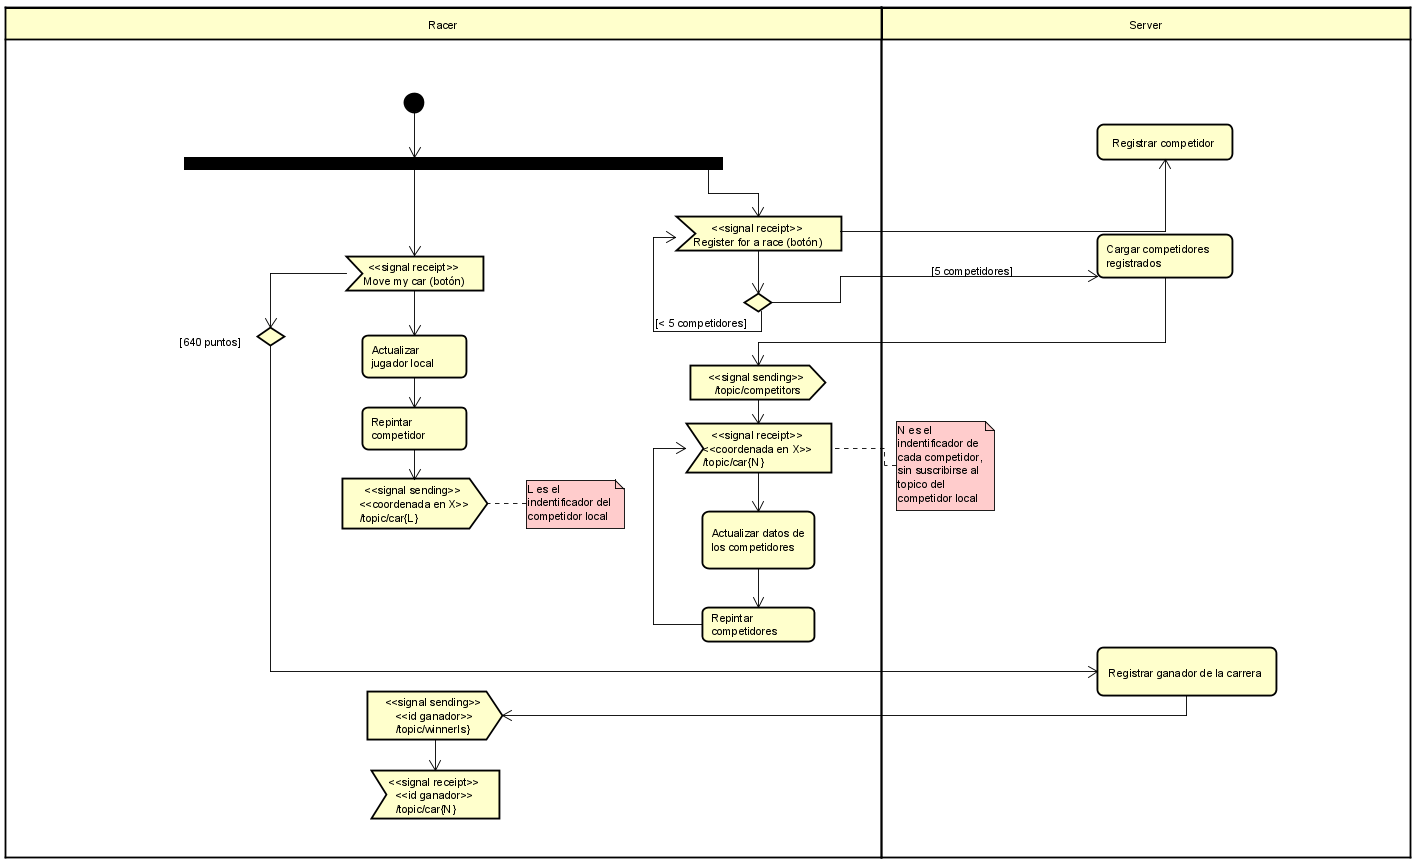 Racer
Server
Registrar competidor
<<signal receipt>>
Register for a race (botón)
Cargar competidores
registrados
<<signal receipt>>
Move my car (botón)
[5 competidores]
[< 5 competidores]
[640 puntos]
Actualizar
jugador local
<<signal sending>>
/topic/competitors
Repintar
competidor
<<signal receipt>>
<<coordenada en X>>
/topic/car{N}
N es el
indentificador de
cada competidor,
sin suscribirse al
topico del
competidor local
<<signal sending>>
<<coordenada en X>>
/topic/car{L}
L es el
indentificador del
competidor local
Actualizar datos de
los competidores
Repintar
competidores
Registrar ganador de la carrera
<<signal sending>>
<<id ganador>>
/topic/winnerIs}
<<signal receipt>>
<<id ganador>>
/topic/car{N}